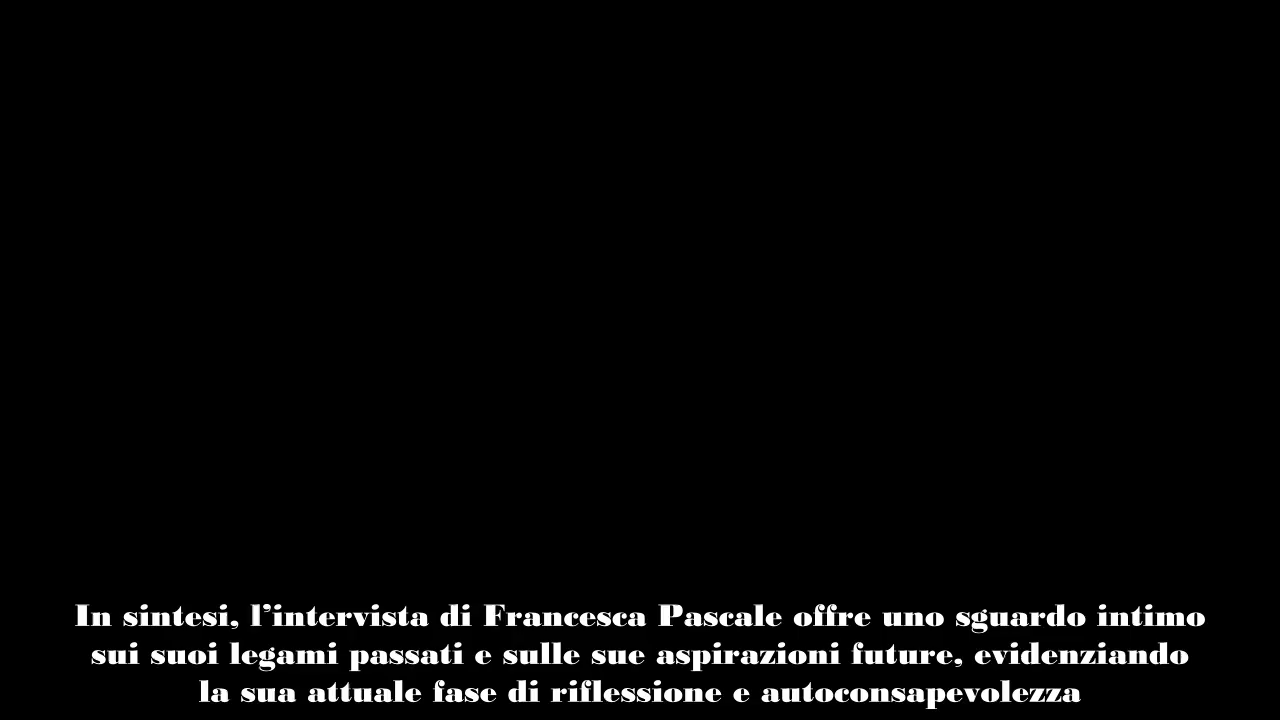 In sintesi, l’intervista di Francesca Pascale offre uno sguardo intimo
sui suoi legami passati e sulle sue aspirazioni future, evidenziando
la sua attuale fase di riflessione e autoconsapevolezza